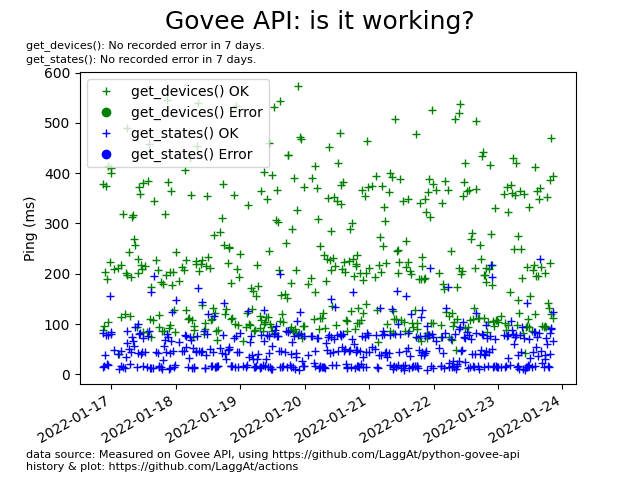 Govee API: is it working?
get_devices(): No recorded error in 7 days.
get_states(): No recorded error in 7 days.
600
500
400
300
200
100
0
Ping (ms)
get_devices() OK
get_devices() Error
get_states() OK
get_states() Error
2022-01-17
2022-01-18
2022-01-19
2022-01-20
2022-01-21
2022-01-22
2022-01-23
2022-01-24
data source: Measured on Govee API, using https://github.com/LaggAt/python-govee-api
history & plot: https://github.com/LaggAt/actions